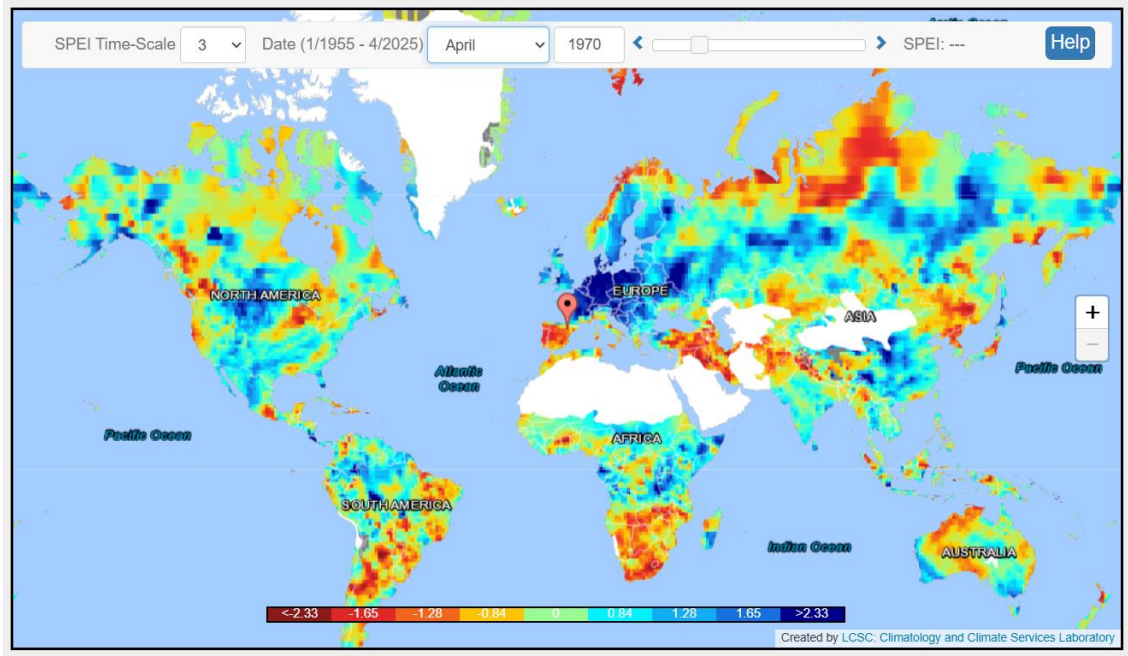 Arctic Ocean
SPEI Time-Scale 3 Date (1/1955 - 4/2025) April 1970 SPEI: --- Help
NORTH AMERICA
EUROPE
ASIA
+
−
Atlantic
Ocean
Pacific Ocean
Pacific Ocean
AFRICA
SOUTH AMERICA
Indian Ocean
AUSTRALIA
<-2.33 -1.65 -1.28 -0.84 0 0.84 1.28 1.65 >2.33
Created by LCSC: Climatology and Climate Services Laboratory